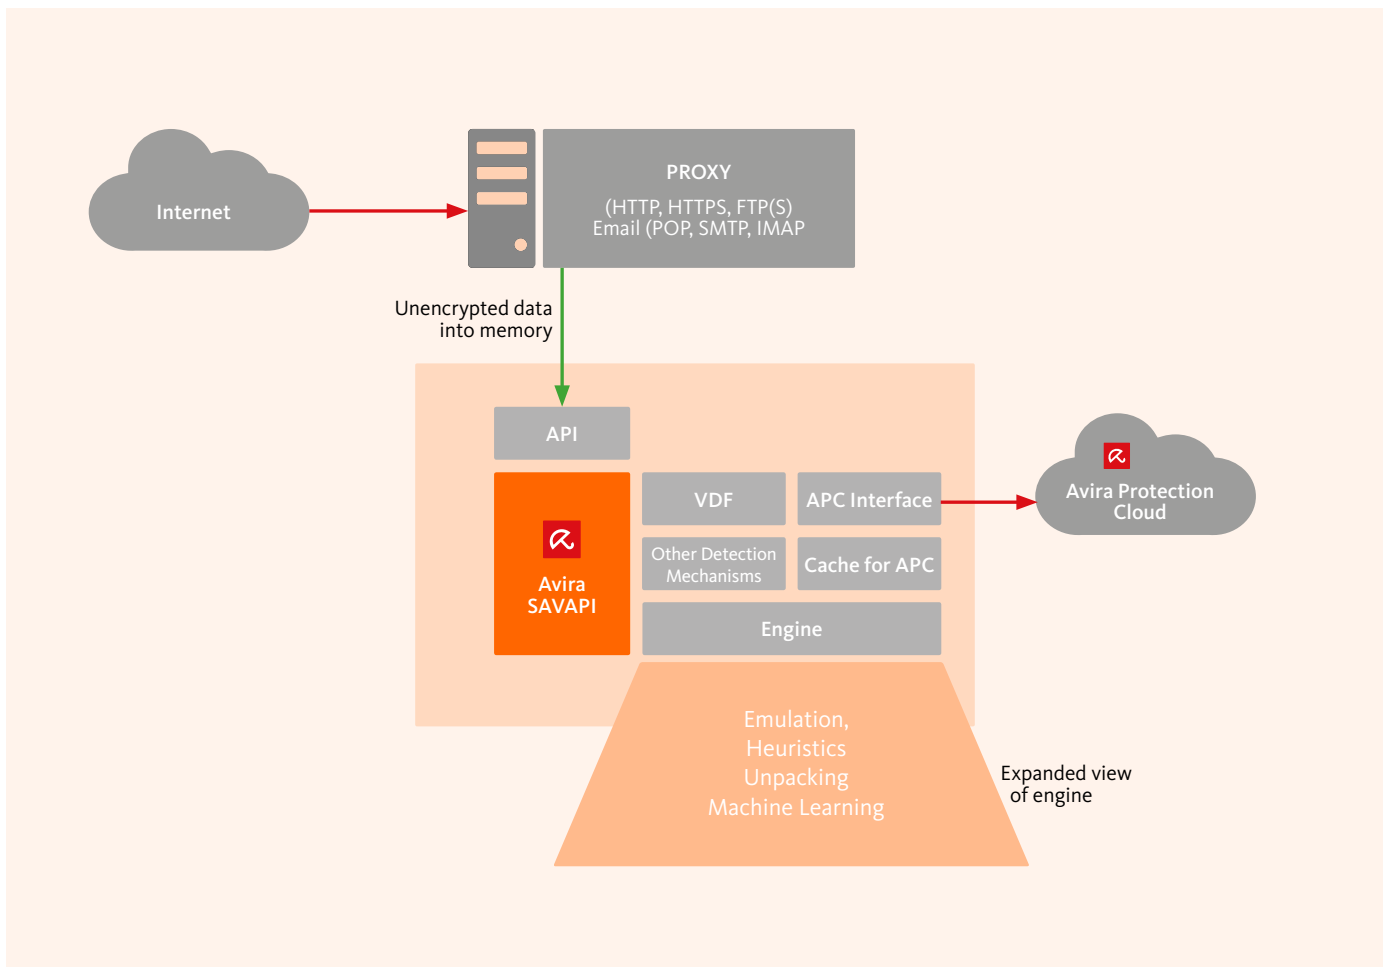 Internet
PROXY
(HTTP, HTTPS, FTP(S)
Email (POP, SMTP, IMAP
Unencrypted data
into memory
API
VDF
APC Interface
Avira Protection
Cloud
Other Detection
Mechanisms
Cache for APC
Avira
SAVAPI
Engine
Emulation,
Heuristics
Unpacking
Machine Learning
Expanded view
of engine